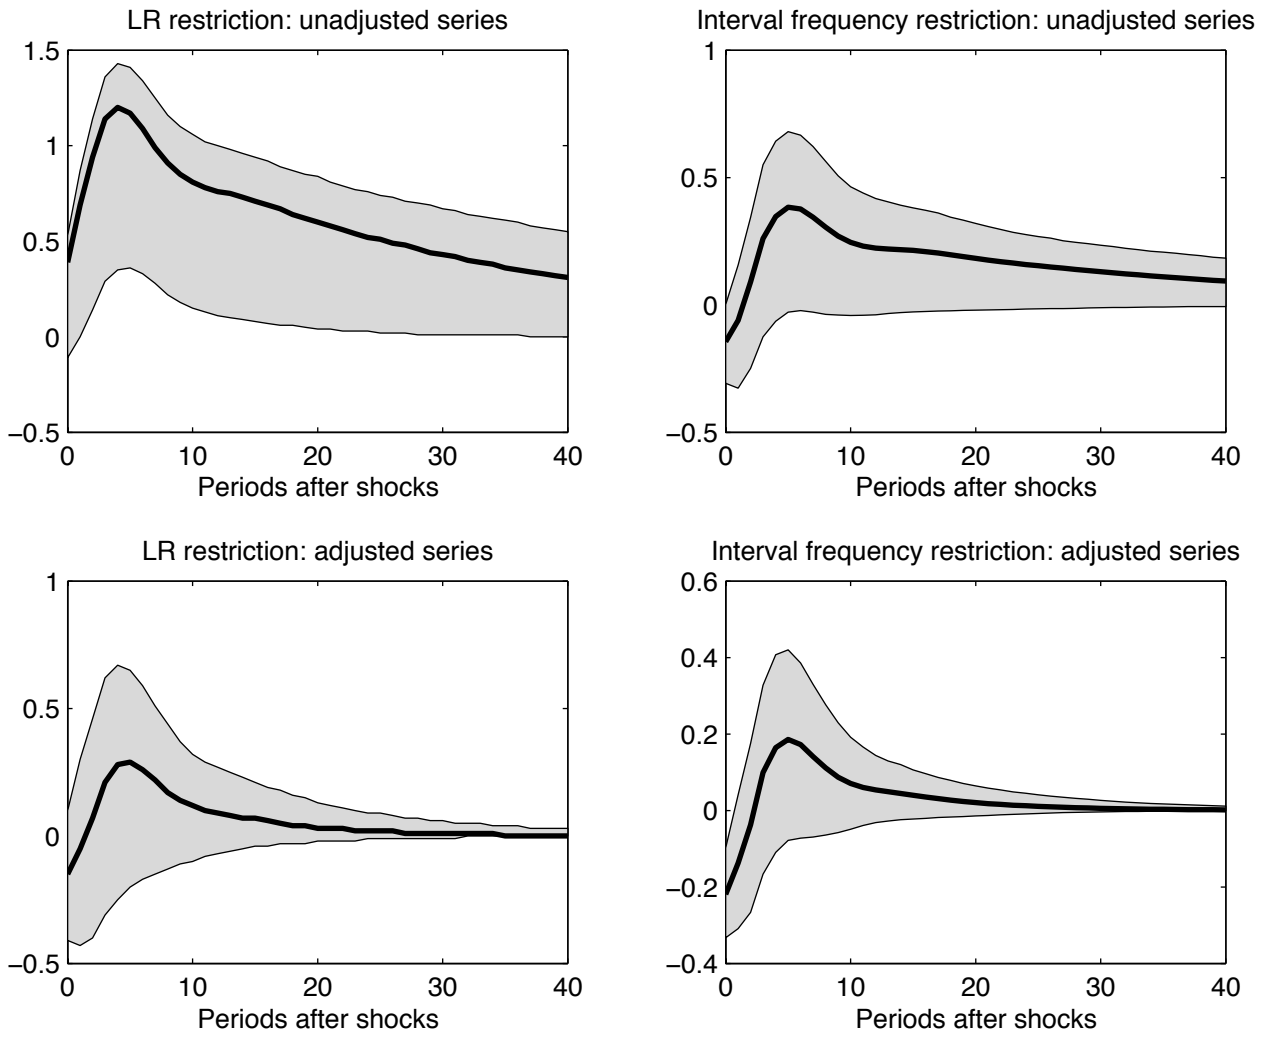 LR restriction: unadjusted series
1.5
1
0.5
0
−0.5
0 10 20 30 40
Periods after shocks
Interval frequency restriction: unadjusted series
1
0.5
0
−0.5
0 10 20 30 40
Periods after shocks
LR restriction: adjusted series
1
0.5
0
−0.5
0 10 20 30 40
Periods after shocks
Interval frequency restriction: adjusted series
0.6
0.4
0.2
0
−0.2
−0.4
0 10 20 30 40
Periods after shocks